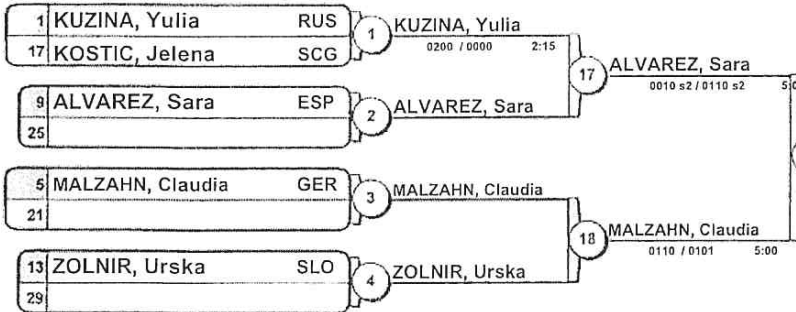 1 KUZINA, Yulia RUS
17 KOSTIC, Jelena SCG
1
KUZINA, Yulia
0200 / 0000 2:15
9 ALVAREZ, Sara ESP
25
2
ALVAREZ, Sara
17
ALVAREZ, Sara
0010 s2 / 0110 s2
5 MALZAHN, Claudia GER
21
3
MALZAHN, Claudia
13 ZOLNIR, Urska SLO
29
4
ZOLNIR, Urska
18
MALZAHN, Claudia
0110 / 0101 5:00